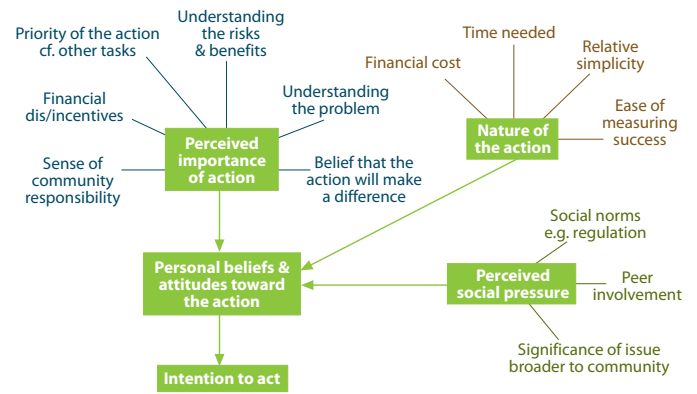 Understanding
the risks
& benefits
Priority of the action
cf. other tasks
Financial
dis/incentives
Understanding
the problem
Sense of
community
responsibility
Perceived
importance
of action
Belief that the
action will make
a difference
Time needed
Financial cost
Relative
simplicity
Ease of
measuring
success
Nature of
the action
Personal beliefs &
attitudes toward
the action
Social norms
e.g. regulation
Perceived
social pressure
Peer
involvement
Significance of issue
broader to community
Intention to act